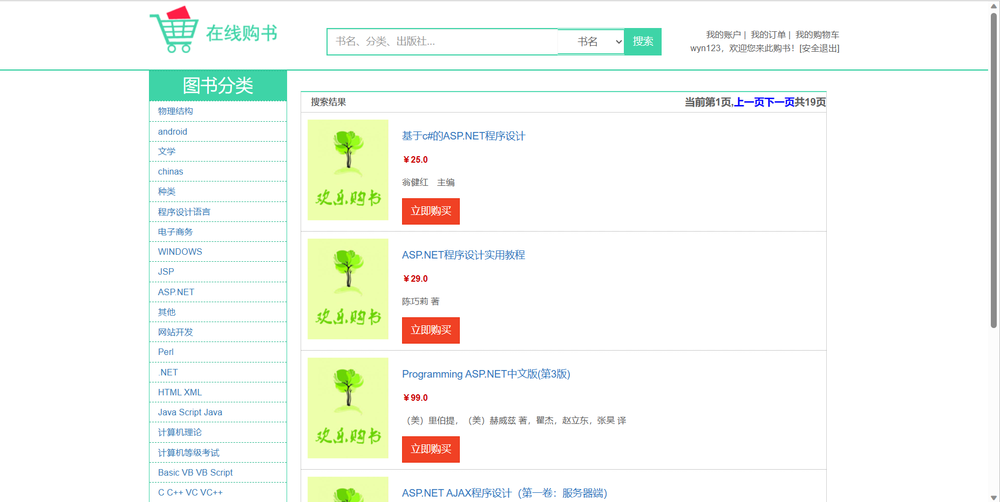 在线购书
书名、分类、出版社...
书名
搜索
我的账户 | 我的订单 | 我的购物车
wyn123，欢迎您来此购书！[安全退出]
图书分类
物理结构
android
文学
chinas
种类
程序设计语言
电子商务
WINDOWS
JSP
ASP.NET
其他
网站开发
Perl
.NET
HTML XML
Java Script Java
计算机理论
计算机等级考试
Basic VB VB Script
C C++ VC VC++
搜索结果
当前第1页,上一页下一页共19页
欢乐购书
基于c#的ASP.NET程序设计
￥25.0
翁健红　主编
立即购买
欢乐购书
ASP.NET程序设计实用教程
￥29.0
陈巧莉 著
立即购买
欢乐购书
Programming ASP.NET中文版(第3版)
￥99.0
（美）里伯提，（美）赫威兹 著，瞿杰，赵立东，张昊 译
立即购买
ASP.NET AJAX程序设计（第一卷：服务器端）